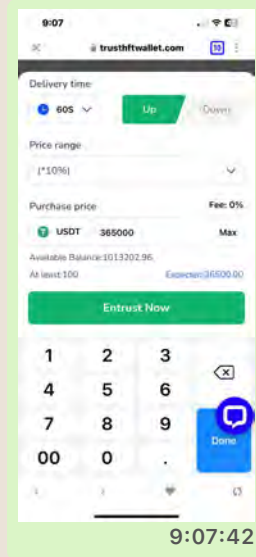 9:07
trusthftwallet.com
Delivery time
60S
Up
Down
Price range
(*10%)
Purchase price
Fee: 0%
USDT
365000
Max
Available Balance:1013202.96
At least:100
Expected:36500.00
Entrust Now
1
2
3
4
5
6
7
8
9
Done
00
0
.
9:07:42